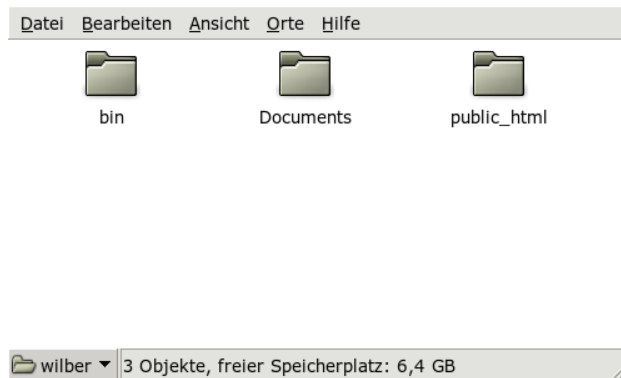 Datei Bearbeiten Ansicht Orte Hilfe
bin Documents public_html
wilber 3 Objekte, freier Speicherplatz: 6,4 GB